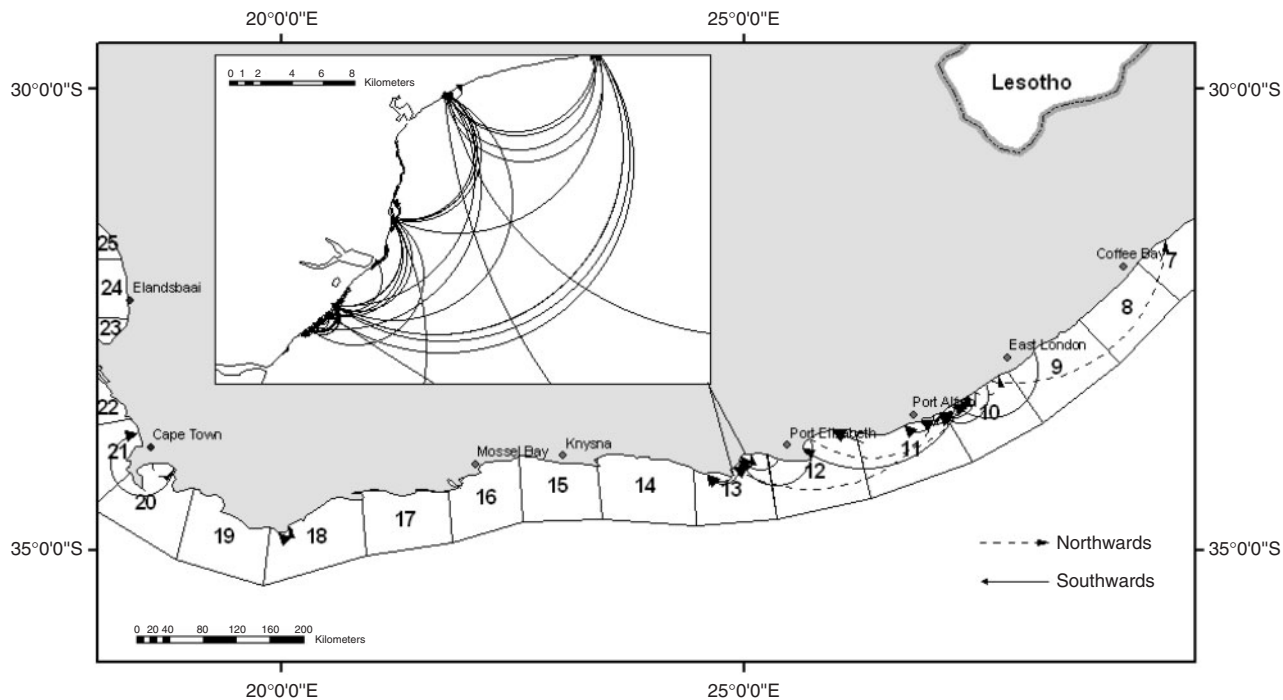 20°0'0"E 25°0'0"E
30°0'0"S 30°0'0"S
0 1 2 4 6 8 Kilometers
Lesotho
25
24 Elandsbaai
23
22
21 Cape Town
20
19
18
17
16 Mossel Bay
15 Knysna
14
13
12 Port Elizabeth
11 Port Alfred
10
9 East London
8
7 Coffee Bay
35°0'0"S 35°0'0"S
Northwards
Southwards
0 20 40 80 120 160 200 Kilometers
20°0'0"E 25°0'0"E